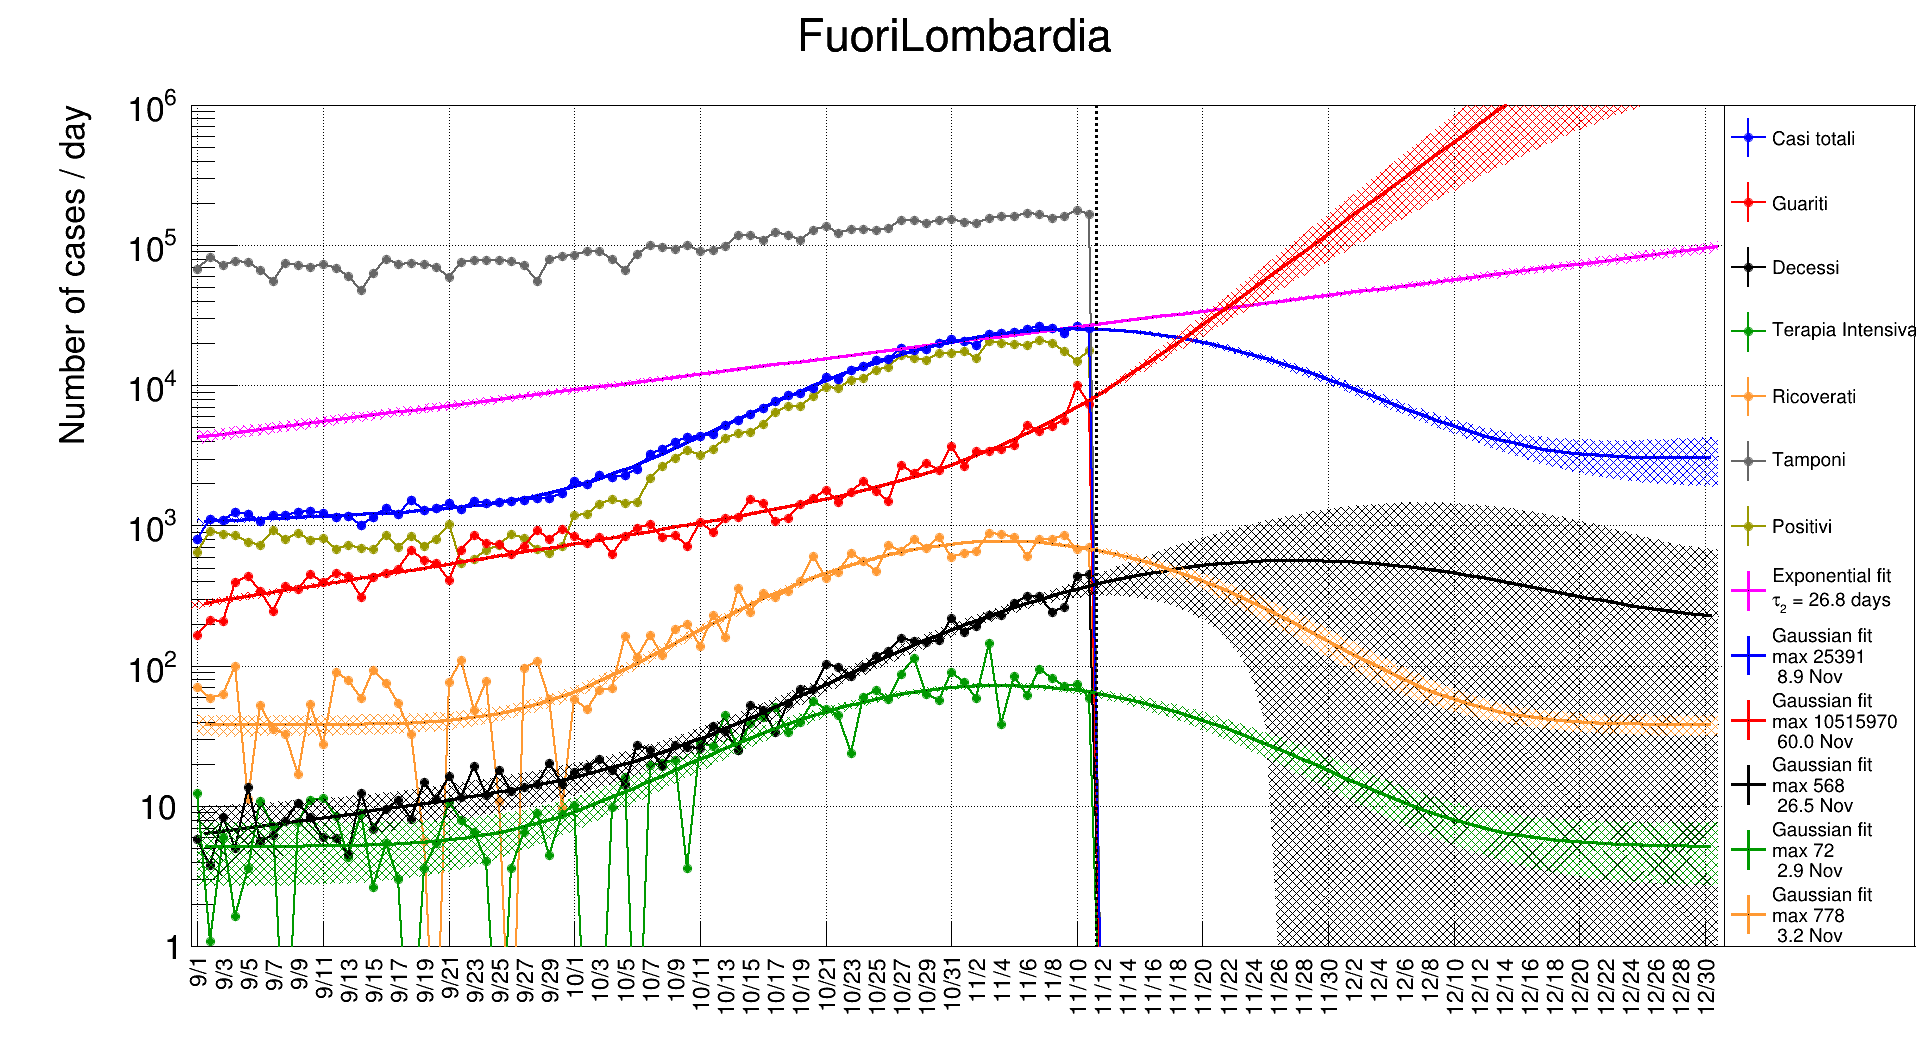 FuoriLombardia
Number of cases / day
10^6
10^5
10^4
10^3
10^2
10
1
9/1
9/3
9/5
9/7
9/9
9/11
9/13
9/15
9/17
9/19
9/21
9/23
9/25
9/27
9/29
10/1
10/3
10/5
10/7
10/9
10/11
10/13
10/15
10/17
10/19
10/21
10/23
10/25
10/27
10/29
10/31
11/2
11/4
11/6
11/8
11/10
11/12
11/14
11/16
11/18
11/20
11/22
11/24
11/26
11/28
11/30
12/2
12/4
12/6
12/8
12/10
12/12
12/14
12/16
12/18
12/20
12/22
12/24
12/26
12/28
12/30
Casi totali
Guariti
Decessi
Terapia Intensiva
Ricoverati
Tamponi
Positivi
Exponential fit
τ_2 = 26.8 days
Gaussian fit
max 25391
8.9 Nov
Gaussian fit
max 10515970
60.0 Nov
Gaussian fit
max 568
26.5 Nov
Gaussian fit
max 72
2.9 Nov
Gaussian fit
max 778
3.2 Nov